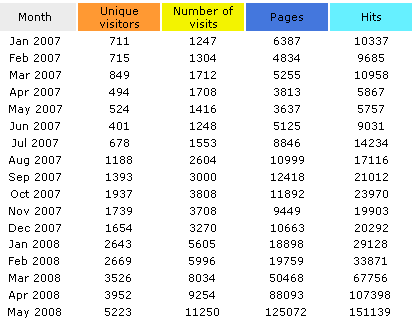 Month Unique visitors Number of visits Pages Hits
Jan 2007 711 1247 6387 10337
Feb 2007 715 1304 4834 9685
Mar 2007 849 1712 5255 10958
Apr 2007 494 1708 3813 5867
May 2007 524 1416 3637 5757
Jun 2007 401 1248 5125 9031
Jul 2007 678 1553 8846 14234
Aug 2007 1188 2604 10999 17116
Sep 2007 1393 3000 12418 21012
Oct 2007 1937 3808 11892 23970
Nov 2007 1739 3708 9449 19903
Dec 2007 1654 3270 10663 20292
Jan 2008 2643 5605 18898 29128
Feb 2008 2669 5996 19759 33871
Mar 2008 3526 8034 50468 67756
Apr 2008 3952 9254 88093 107398
May 2008 5223 11250 125072 151139